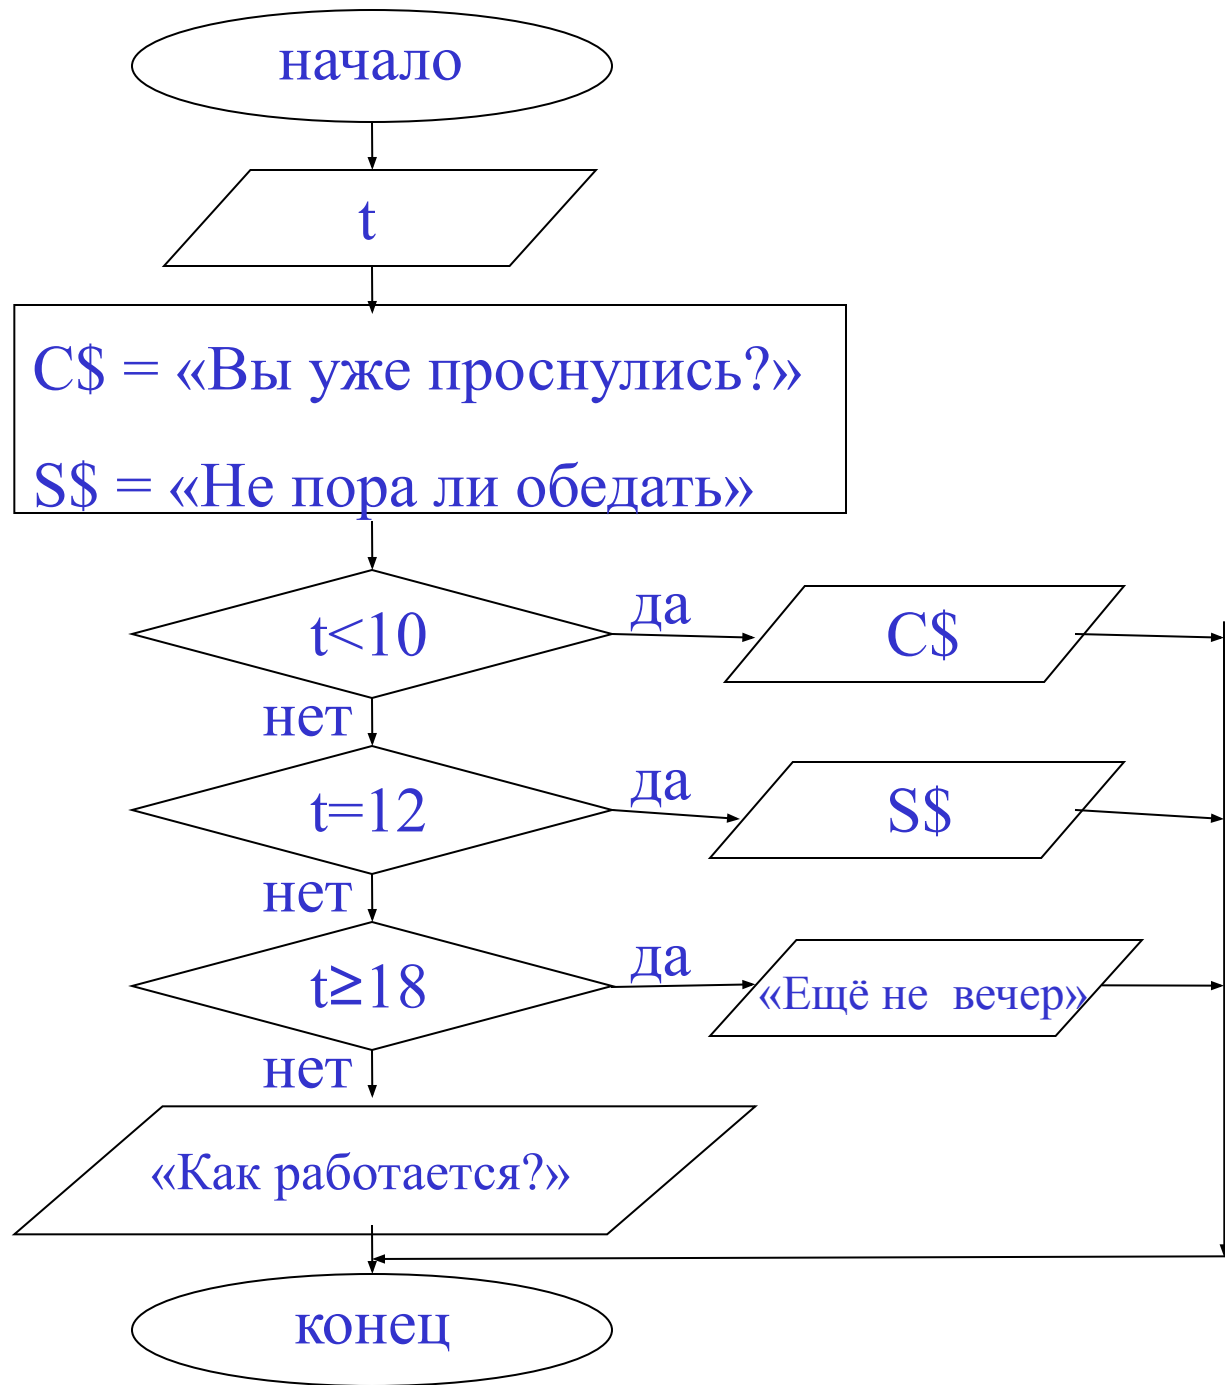 начало
t
C$ = «Вы уже проснулись?»
S$ = «Не пора ли обедать»
t<10
да
C$
нет
t=12
да
S$
нет
t≥18
да
«Ещё не вечер»
нет
«Как работается?»
конец